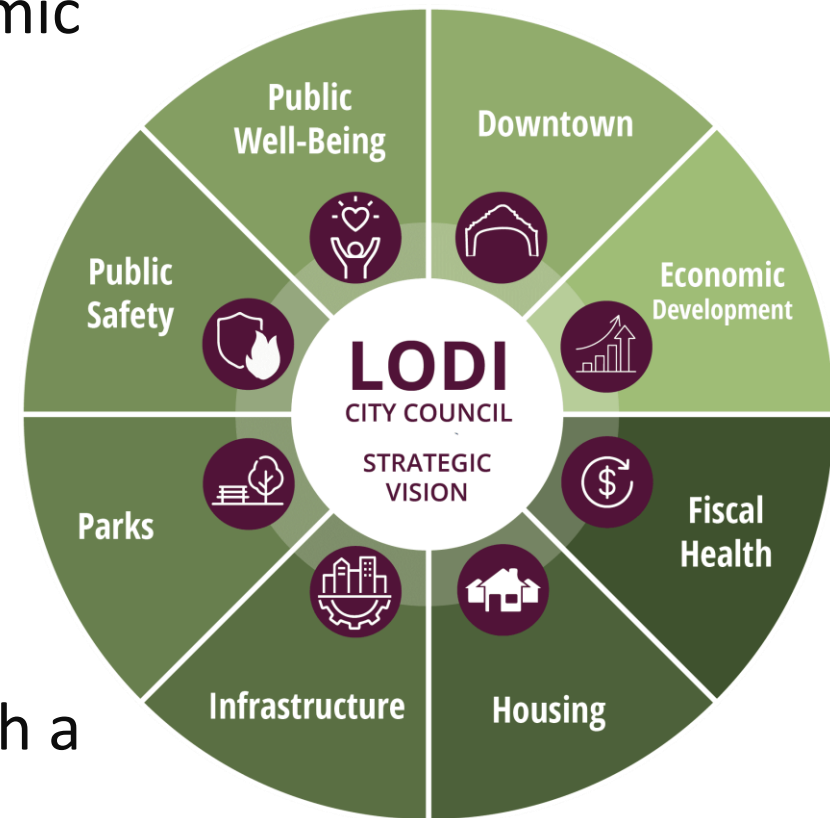 mic
Public
Well-Being
Downtown
Public
Safety
Economic
Development
LODI
CITY COUNCIL
STRATEGIC
VISION
Parks
Fiscal
Health
$
Infrastructure
Housing
h a